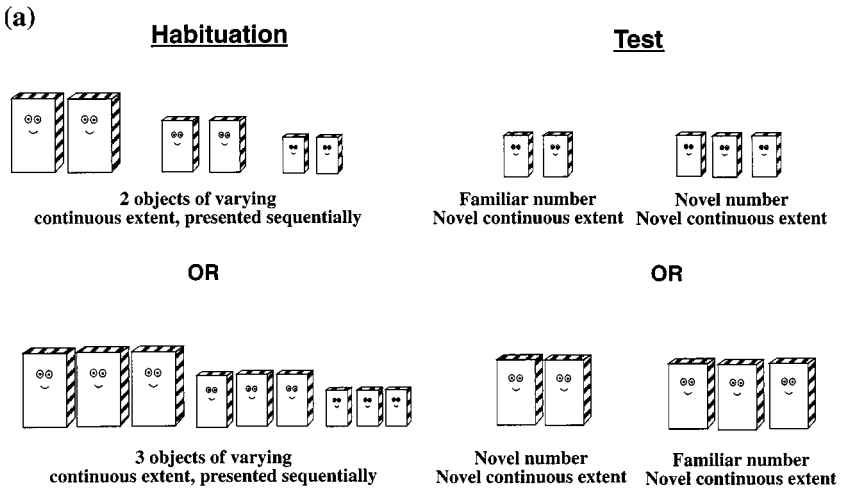 (a)
Habituation
Test
2 objects of varying
continuous extent, presented sequentially
Familiar number
Novel continuous extent
Novel number
Novel continuous extent
OR
OR
3 objects of varying
continuous extent, presented sequentially
Novel number
Novel continuous extent
Familiar number
Novel continuous extent